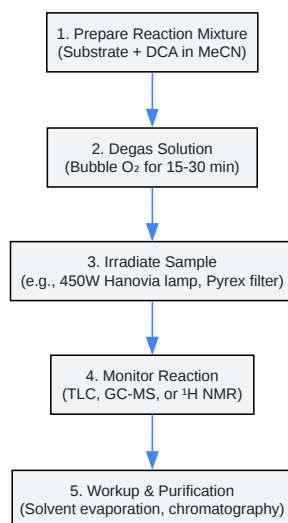 1. Prepare Reaction Mixture
(Substrate + DCA in MeCN)
2. Degas Solution
(Bubble O₂ for 15-30 min)
3. Irradiate Sample
(e.g., 450W Hanovia lamp, Pyrex filter)
4. Monitor Reaction
(TLC, GC-MS, or ¹H NMR)
5. Workup & Purification
(Solvent evaporation, chromatography)